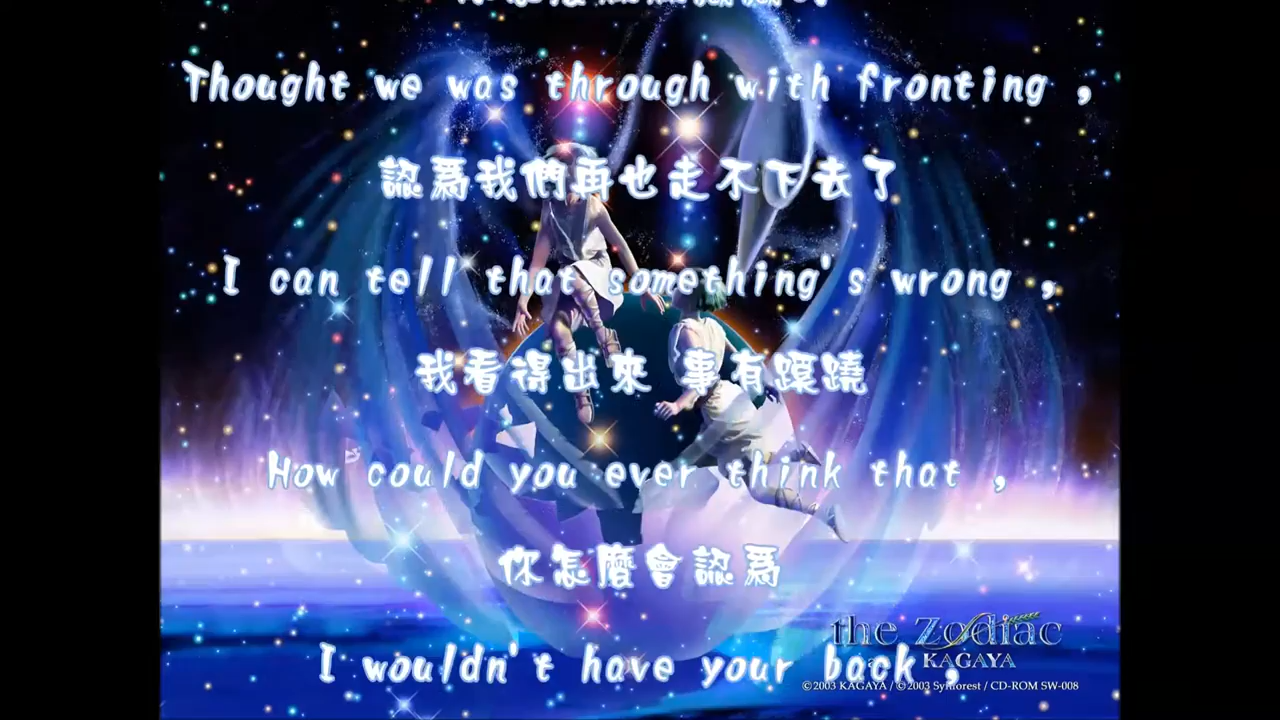 Thought we was through with fronting ,
認為我們再也走不下去了
I can tell that something's wrong ,
我看得出來 事有蹊蹺
How could you ever think that ,
你怎麼會認為
I wouldn't have your back ,
the Zodiac
KAGAYA
©2003 KAGAYA / ©2003 Synforest / CD-ROM SW-008